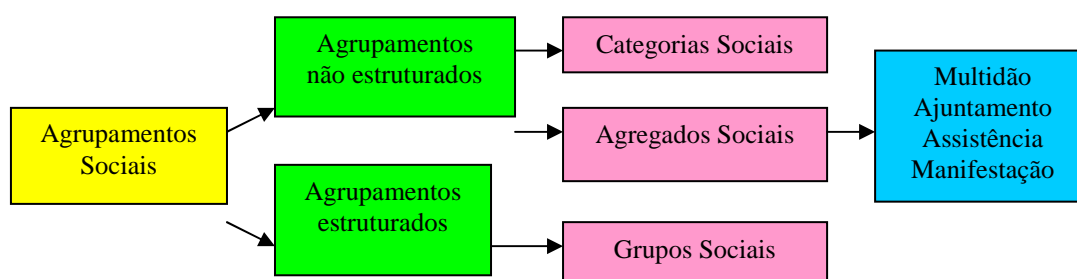 Agrupamentos
Sociais
Agrupamentos
não estruturados
Agrupamentos
estruturados
Categorias Sociais
Agregados Sociais
Grupos Sociais
Multidão
Ajuntamento
Assistência
Manifestação